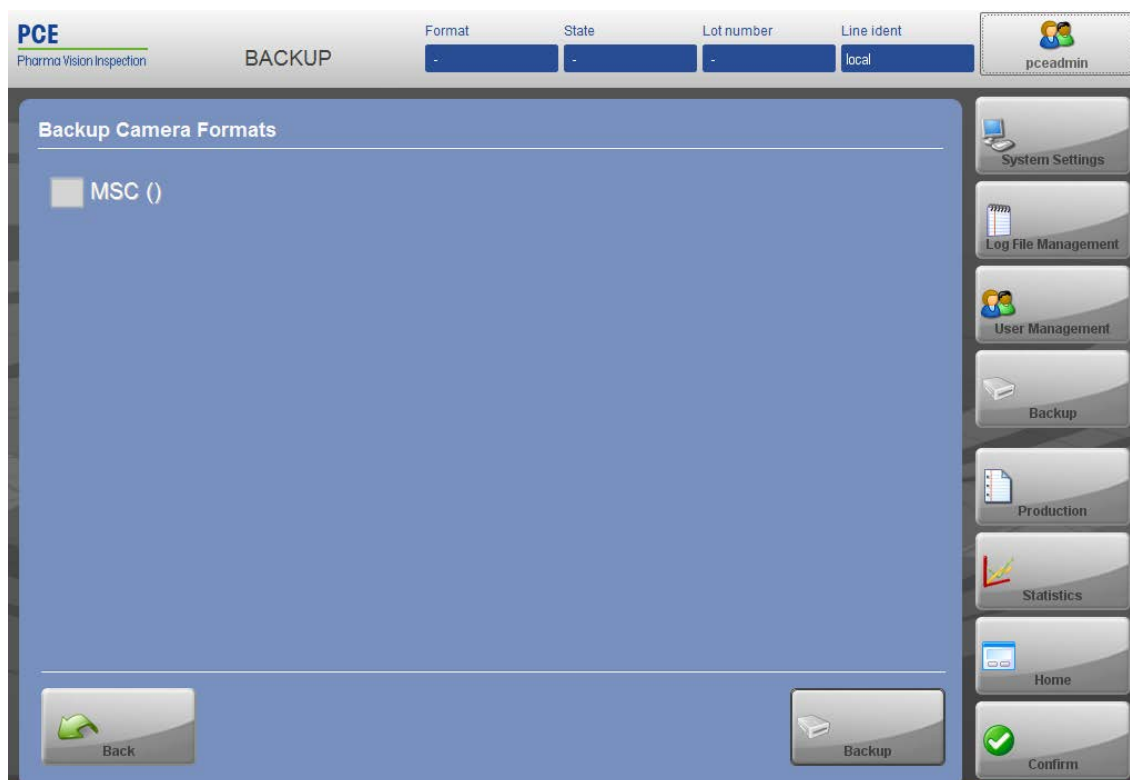 PCE
Pharma Vision Inspection
BACKUP
Format
State
Lot number
Line ident
-
-
-
local
pceadmin
Backup Camera Formats
MSC ()
System Settings
Log File Management
User Management
Backup
Production
Statistics
Home
Confirm
Back
Backup